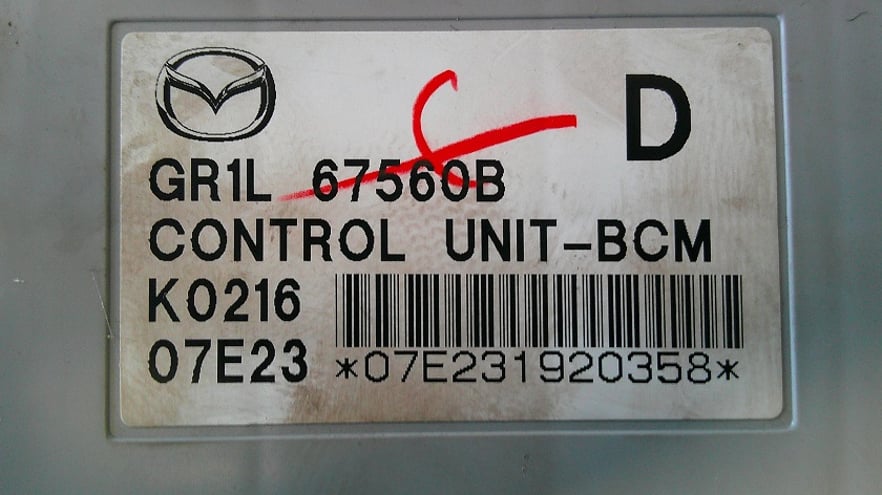 D
GR1L 67560B
CONTROL UNIT-BCM
K0216
07E23 *07E231920358*